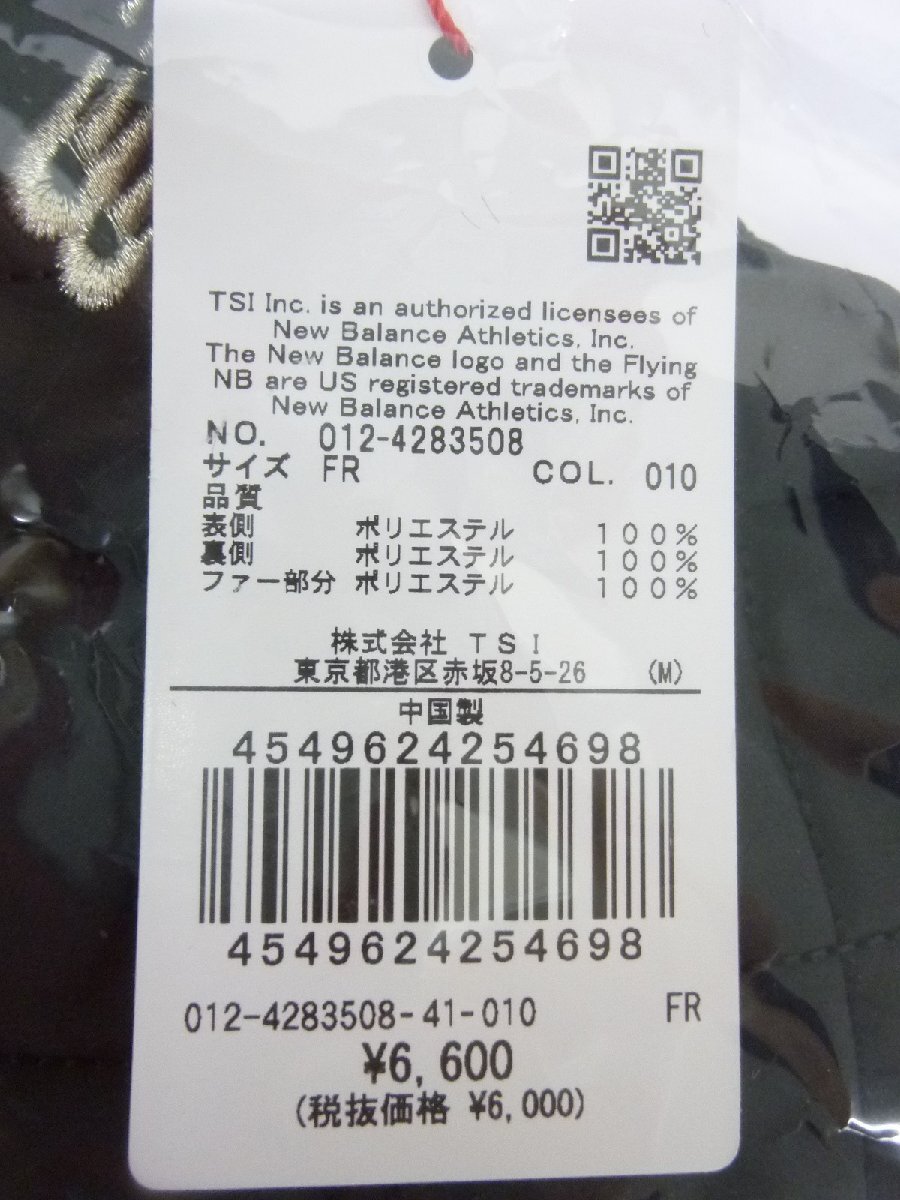 TSI Inc. is an authorized licensees of
New Balance Athletics, Inc.
The New Balance logo and the Flying
NB are US registered trademarks of
New Balance Athletics, Inc.
NO. 012-4283508
サイズ FR COL. 010
品質
表側 ポリエステル 100%
裏側 ポリエステル 100%
ファー部分 ポリエステル 100%
株式会社 TSI
東京都港区赤坂8-5-26 (M)
中国製
4549624254698
4549624254698
012-4283508-41-010 FR
¥6,600
(税抜価格 ¥6,000)